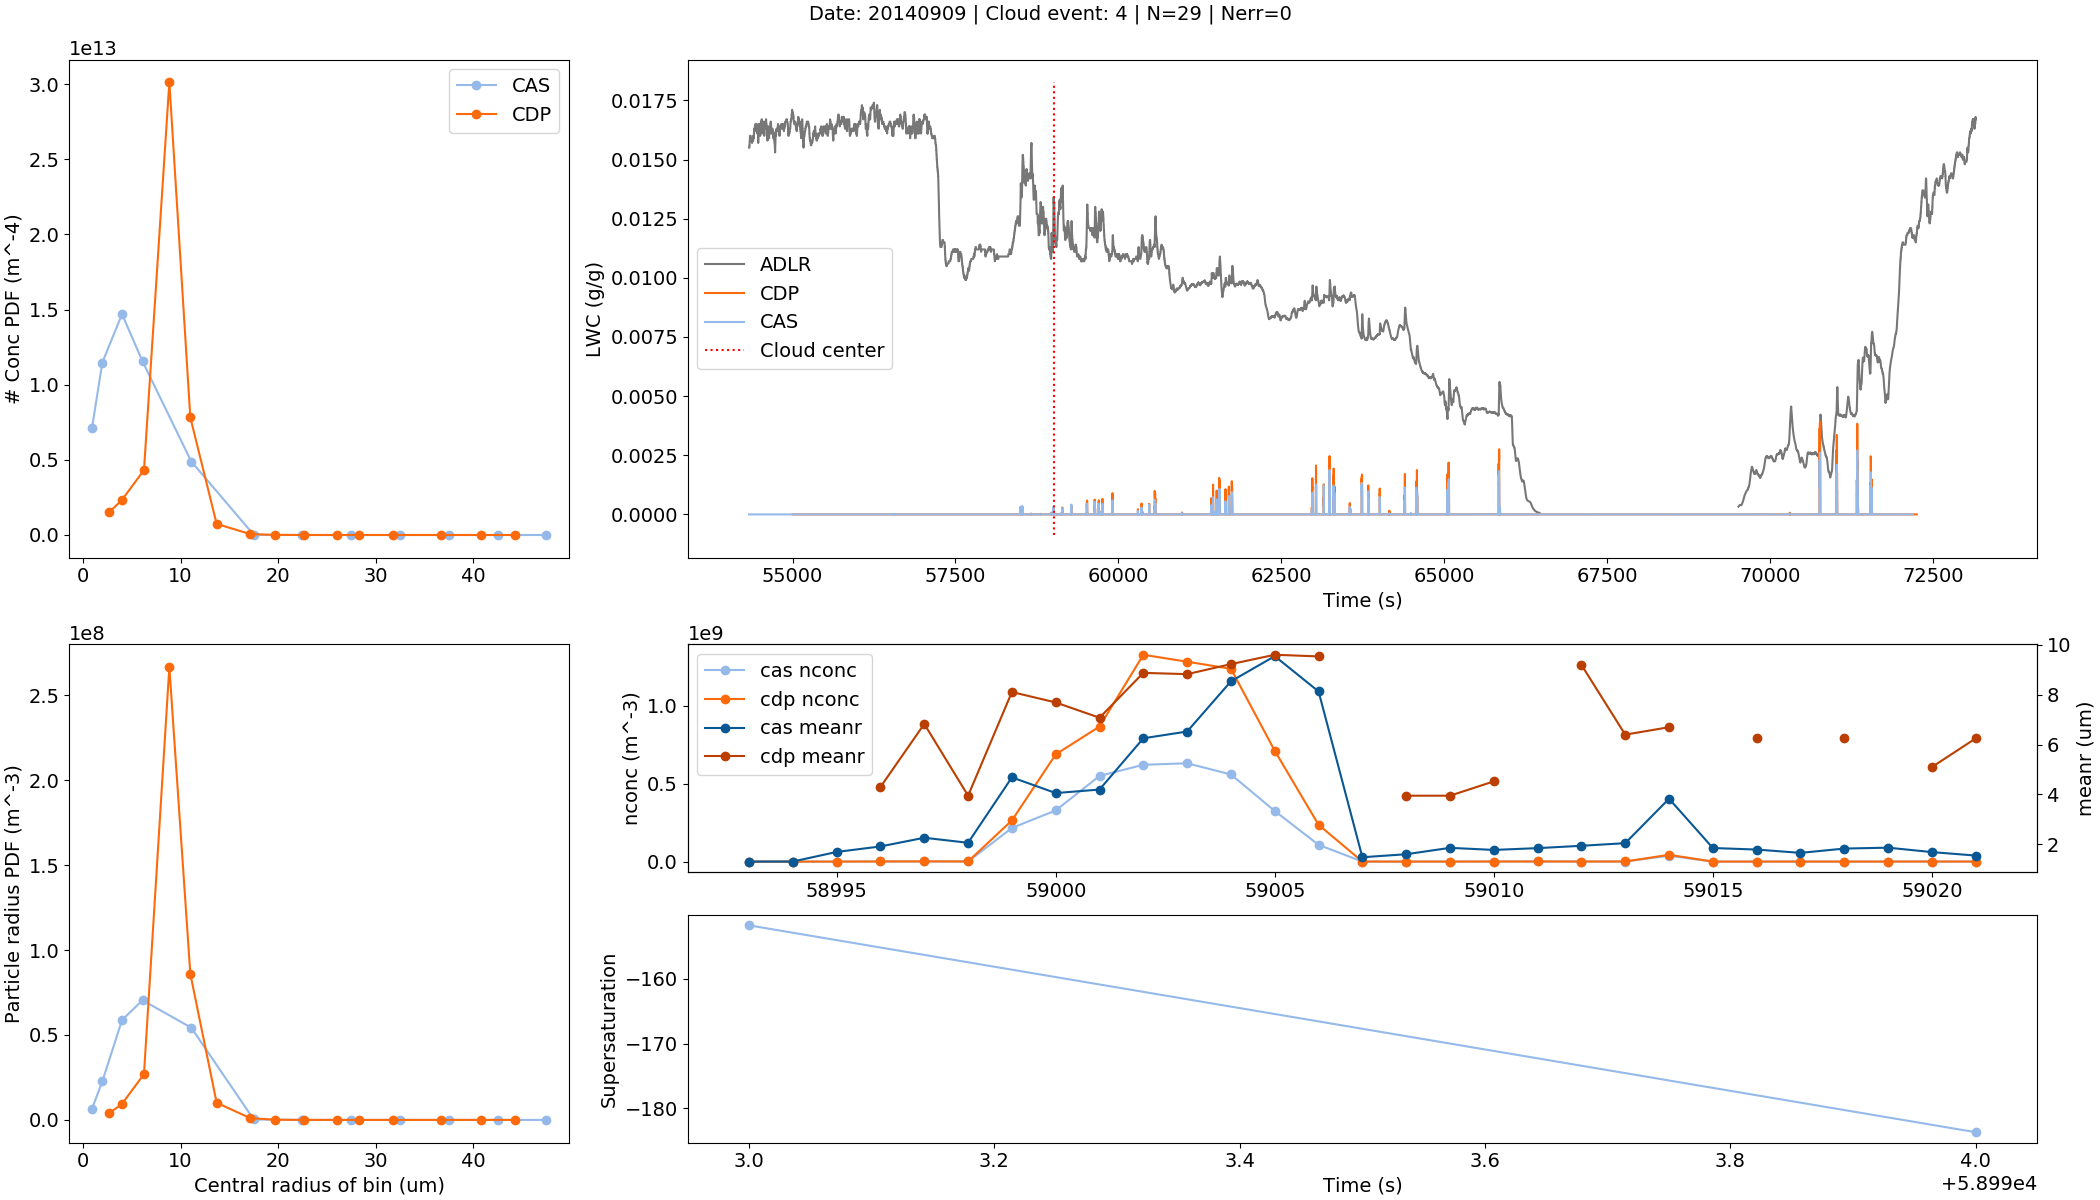 Date: 20140909 | Cloud event: 4 | N=29 | Nerr=0
1e13
# Conc PDF (m^-4)
3.0
2.5
2.0
1.5
1.0
0.5
0.0
CAS
CDP
0 10 20 30 40
LWC (g/g)
0.0175
0.0150
0.0125
0.0100
0.0075
0.0050
0.0025
0.0000
ADLR
CDP
CAS
Cloud center
55000 57500 60000 62500 65000 67500 70000 72500
Time (s)
1e8
Particle radius PDF (m^-3)
2.5
2.0
1.5
1.0
0.5
0.0
0 10 20 30 40
Central radius of bin (um)
1e9
nconc (m^-3)
1.0
0.5
0.0
cas nconc
cdp nconc
cas meanr
cdp meanr
10
8
6
4
2
meanr (um)
58995 59000 59005 59010 59015 59020
Supersaturation
−160
−170
−180
3.0 3.2 3.4 3.6 3.8 4.0
Time (s)
+5.899e4